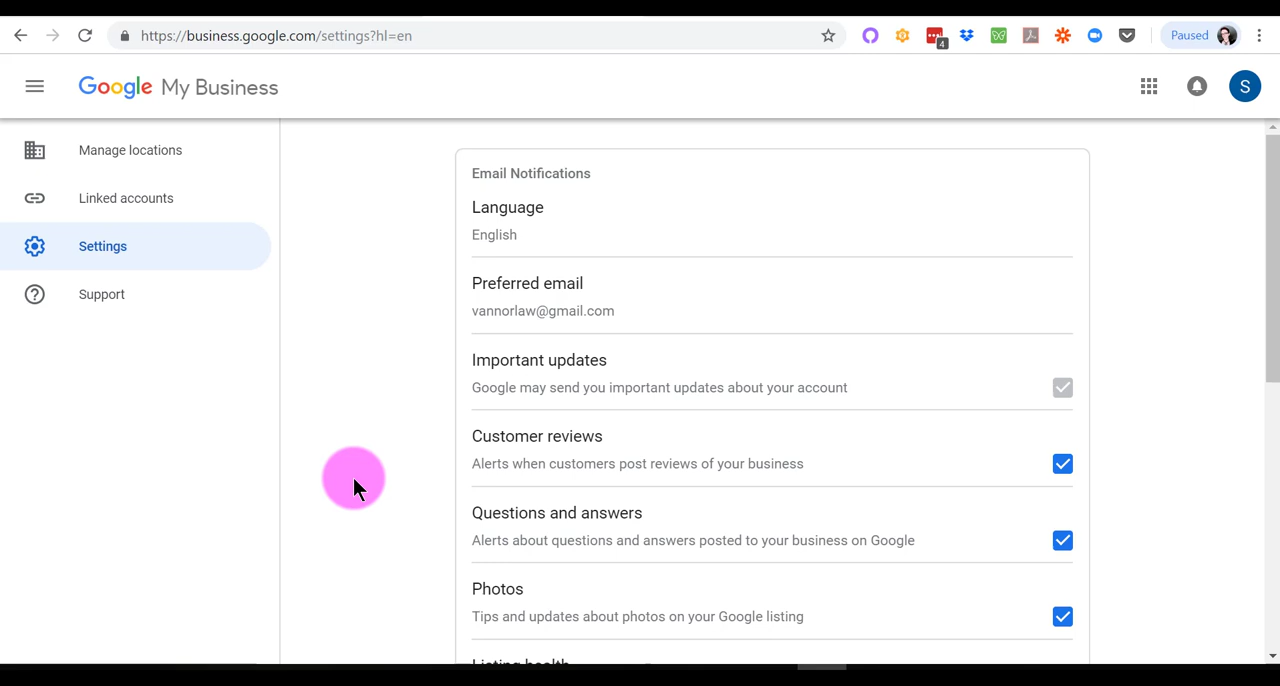 https://business.google.com/settings?hl=en
4
Paused
Google My Business
S
Manage locations
Linked accounts
Settings
Support
Email Notifications
Language
English
Preferred email
vannorlaw@gmail.com
Important updates
Google may send you important updates about your account
Customer reviews
Alerts when customers post reviews of your business
Questions and answers
Alerts about questions and answers posted to your business on Google
Photos
Tips and updates about photos on your Google listing
Listing health